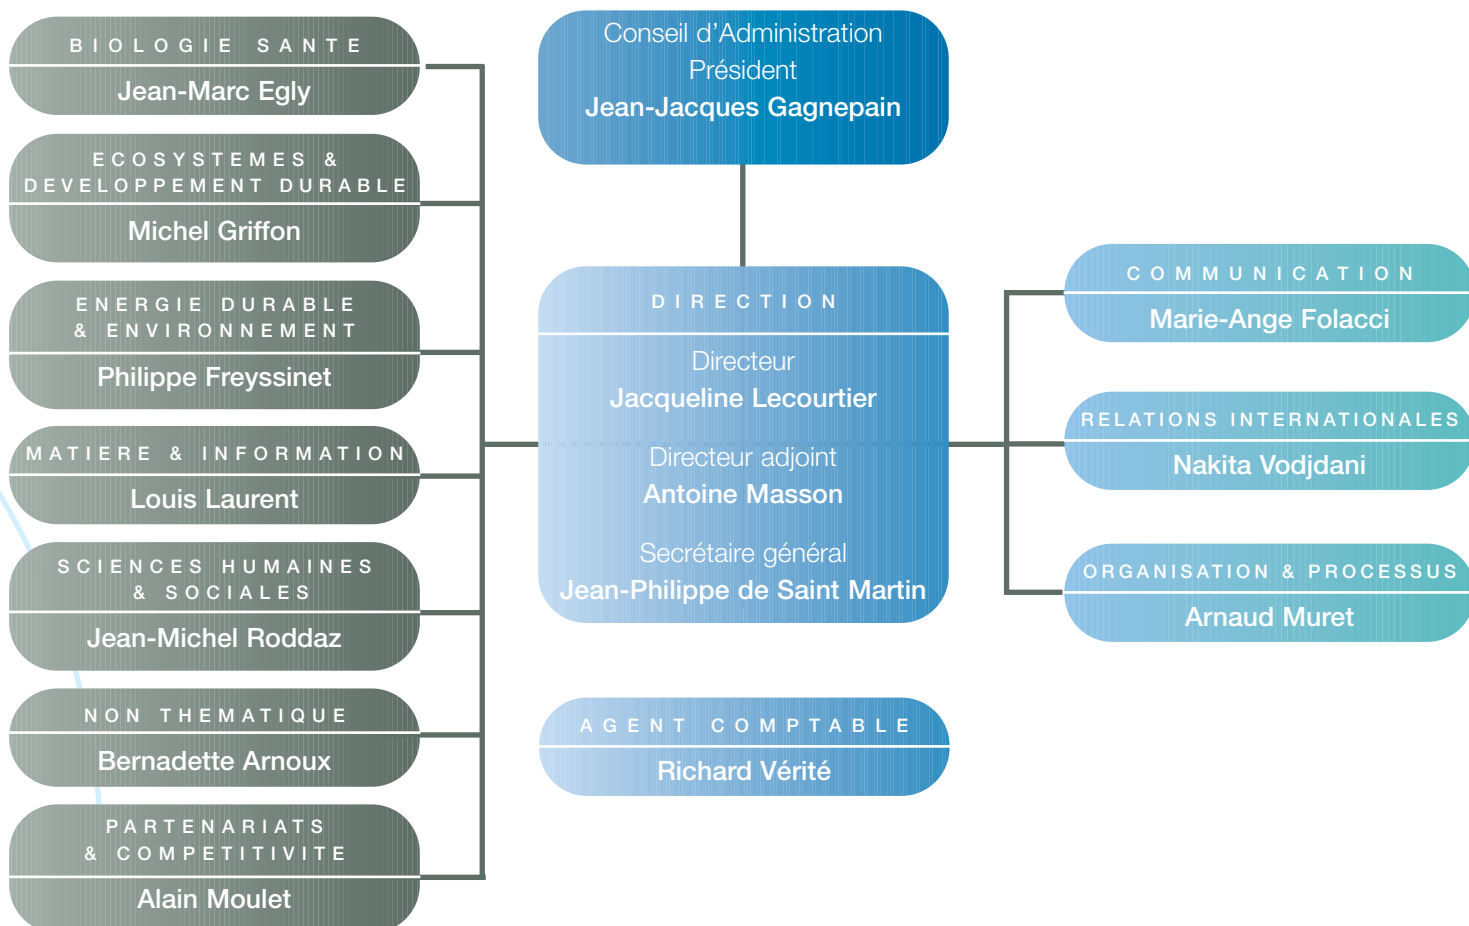 BIOLOGIE SANTE
Jean-Marc Egly
ECOSYSTEMES &
DEVELOPPEMENT DURABLE
Michel Griffon
ENERGIE DURABLE
& ENVIRONNEMENT
Philippe Freyssinet
MATIERE & INFORMATION
Louis Laurent
SCIENCES HUMAINES
& SOCIALES
Jean-Michel Roddaz
NON THEMATIQUE
Bernadette Arnoux
PARTENARIATS
& COMPETITIVITE
Alain Moulet
Conseil d'Administration
Président
Jean-Jacques Gagnepain
DIRECTION
Directeur
Jacqueline Lecourtier
Directeur adjoint
Antoine Masson
Secrétaire général
Jean-Philippe de Saint Martin
AGENT COMPTABLE
Richard Vérité
COMMUNICATION
Marie-Ange Folacci
RELATIONS INTERNATIONALES
Nakita Vodjdani
ORGANISATION & PROCESSUS
Arnaud Muret